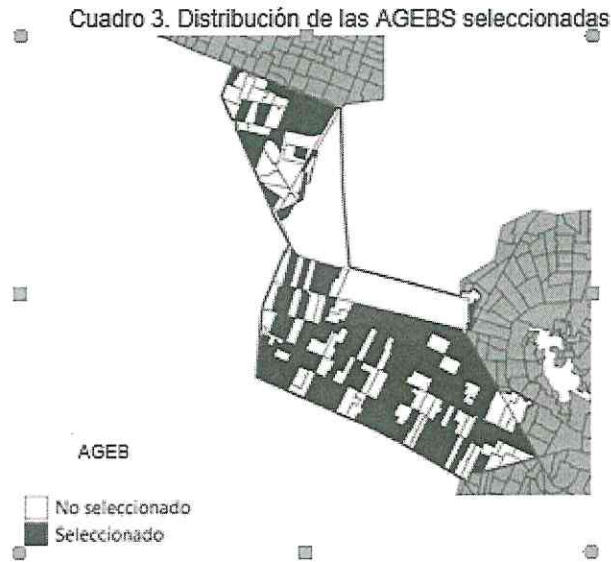 Cuadro 3. Distribución de las AGEBS seleccionadas
AGEB
No seleccionado
Seleccionado